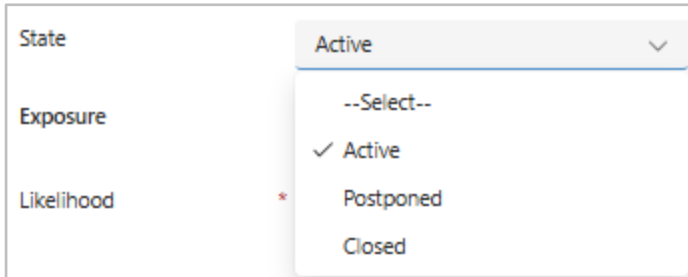 State
Active
--Select--
Exposure
✓ Active
Likelihood *
Postponed
Closed